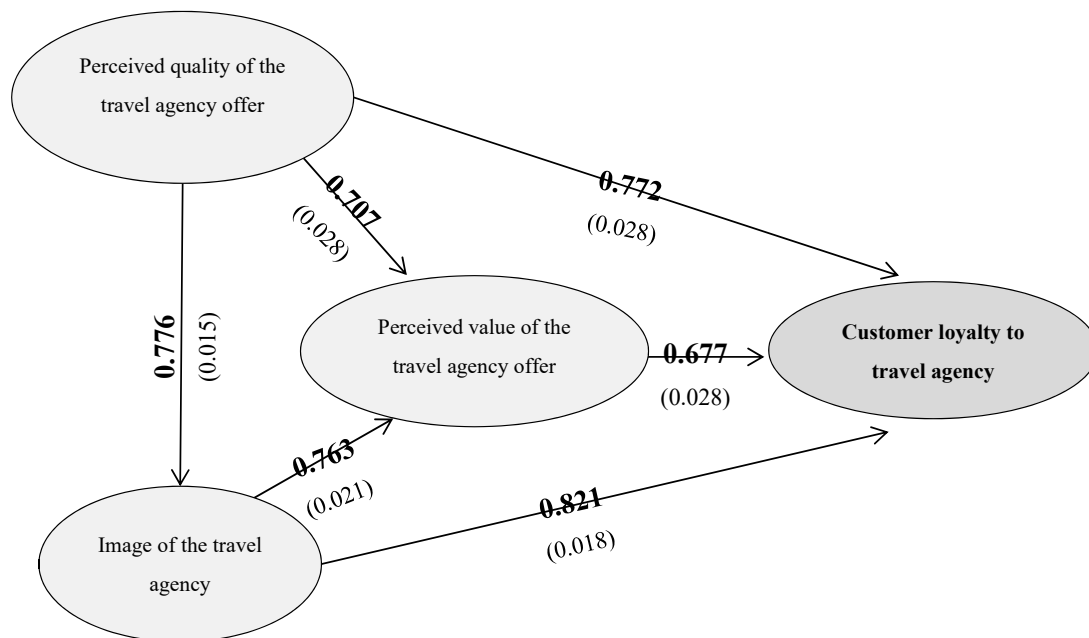 Perceived quality of the
travel agency offer
0.772
(0.028)
0.707
(0.028)
0.776
(0.015)
Perceived value of the
travel agency offer
0.677
(0.028)
Customer loyalty to
travel agency
0.763
(0.021)
0.821
(0.018)
Image of the travel
agency